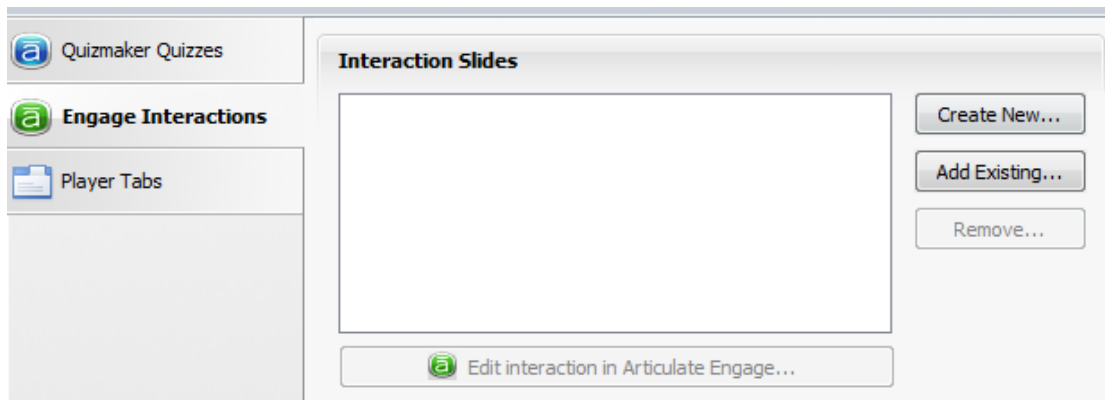 Quizmaker Quizzes
Engage Interactions
Player Tabs
Interaction Slides
Create New...
Add Existing...
Remove...
Edit interaction in Articulate Engage...